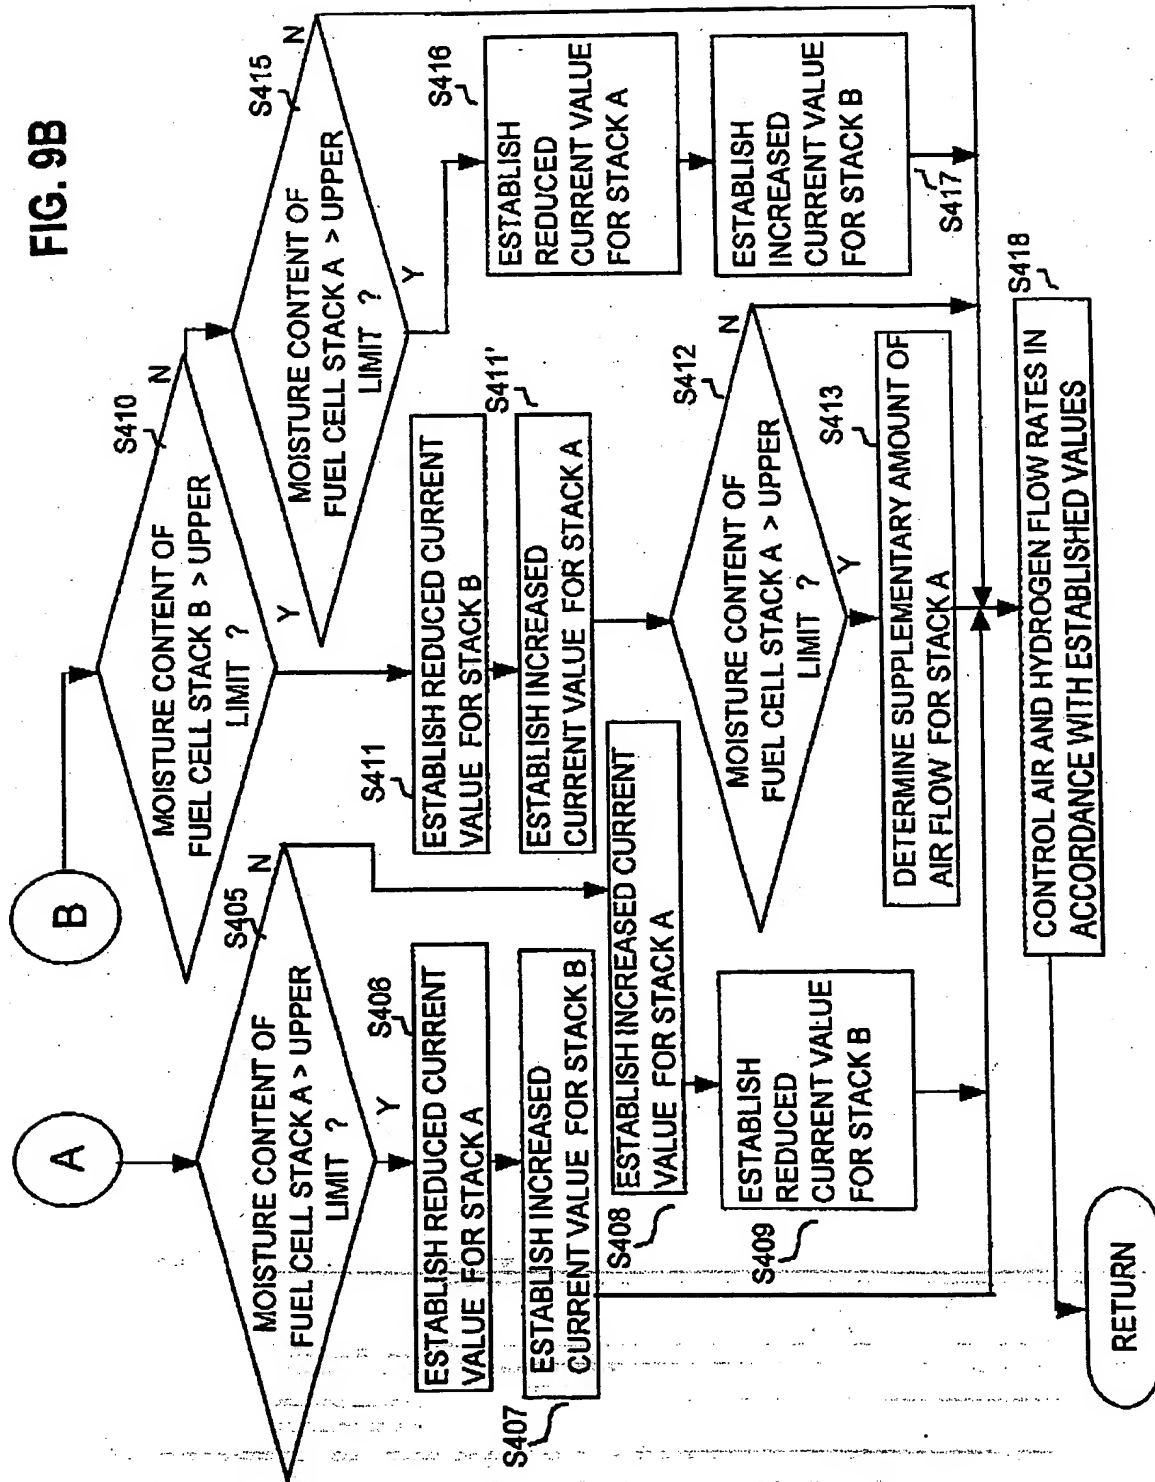 FIG. 9B
A
MOISTURE CONTENT OF
FUEL CELL STACK A > UPPER
LIMIT ?
S405
N
Y
S406
ESTABLISH REDUCED CURRENT
VALUE FOR STACK A
ESTABLISH INCREASED
CURRENT VALUE FOR STACK B
S407
ESTABLISH INCREASED CURRENT
VALUE FOR STACK A
S408
ESTABLISH
REDUCED
CURRENT VALUE
FOR STACK B
S409
B
MOISTURE CONTENT OF
FUEL CELL STACK B > UPPER
LIMIT ?
S410
N
Y
S411
ESTABLISH REDUCED CURRENT
VALUE FOR STACK B
S411'
ESTABLISH INCREASED
CURRENT VALUE FOR STACK A
MOISTURE CONTENT OF
FUEL CELL STACK A > UPPER
LIMIT ?
S412
N
Y
S413
DETERMINE SUPPLEMENTARY AMOUNT OF
AIR FLOW FOR STACK A
MOISTURE CONTENT OF
FUEL CELL STACK A > UPPER
LIMIT ?
S415
N
Y
S416
ESTABLISH
REDUCED
CURRENT VALUE
FOR STACK A
ESTABLISH
INCREASED
CURRENT VALUE
FOR STACK B
S417
S418
CONTROL AIR AND HYDROGEN FLOW RATES IN
ACCORDANCE WITH ESTABLISHED VALUES
RETURN